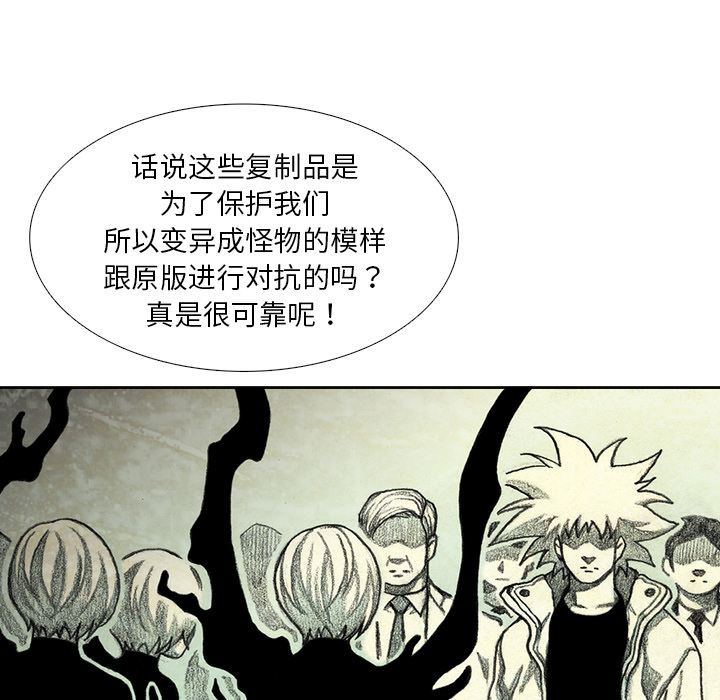 话说这些复制品是
为了保护我们
所以变异成怪物的模样
跟原版进行对抗的吗？
真是很可靠呢！